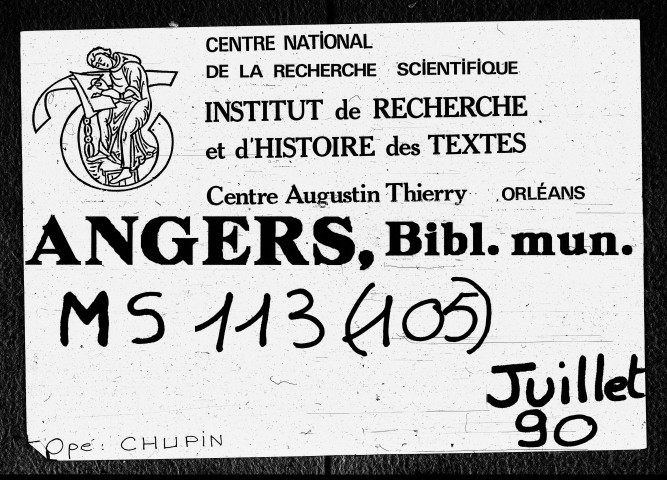 CENTRE NATIONAL
DE LA RECHERCHE SCIENTIFIQUE
INSTITUT de RECHERCHE
et d'HISTOIRE des TEXTES
Centre Augustin Thierry ORLÉANS
ANGERS, Bibl. mun.
MS 113 (105)
Juillet
90
Opé : CHUPIN